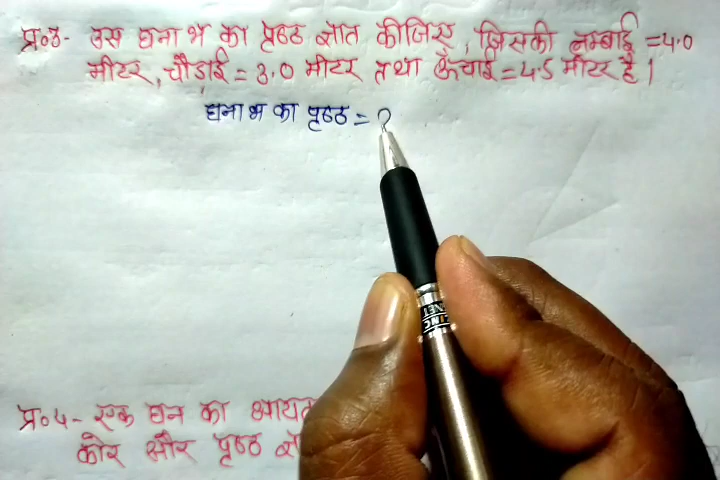 प्र०3- उस घनाभ का पृष्ठ ज्ञात कीजिए, जिसकी लम्बाई =4.0
मीटर, चौड़ाई = 3.0 मीटर तथा ऊँचाई = 4.5 मीटर है।
घनाभ का पृष्ठ = ?
प्र०4- एक घन का आयत
कोर और पृष्ठ